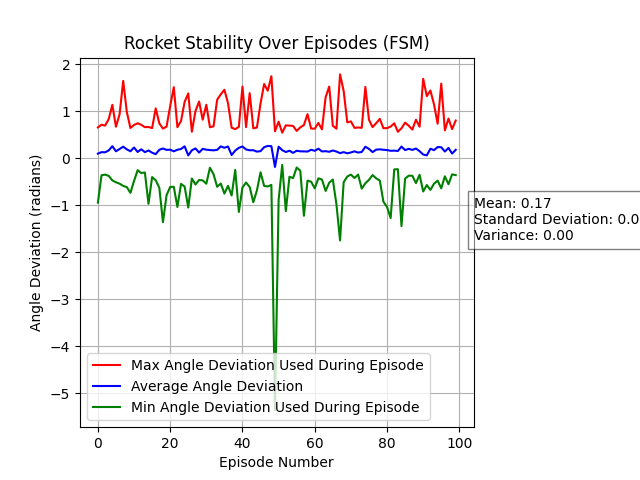 Rocket Stability Over Episodes (FSM)
Angle Deviation (radians)
2
1
0
−1
−2
−3
−4
−5
Mean: 0.17
Standard Deviation: 0.0
Variance: 0.00
Max Angle Deviation Used During Episode
Average Angle Deviation
Min Angle Deviation Used During Episode
0 20 40 60 80 100
Episode Number